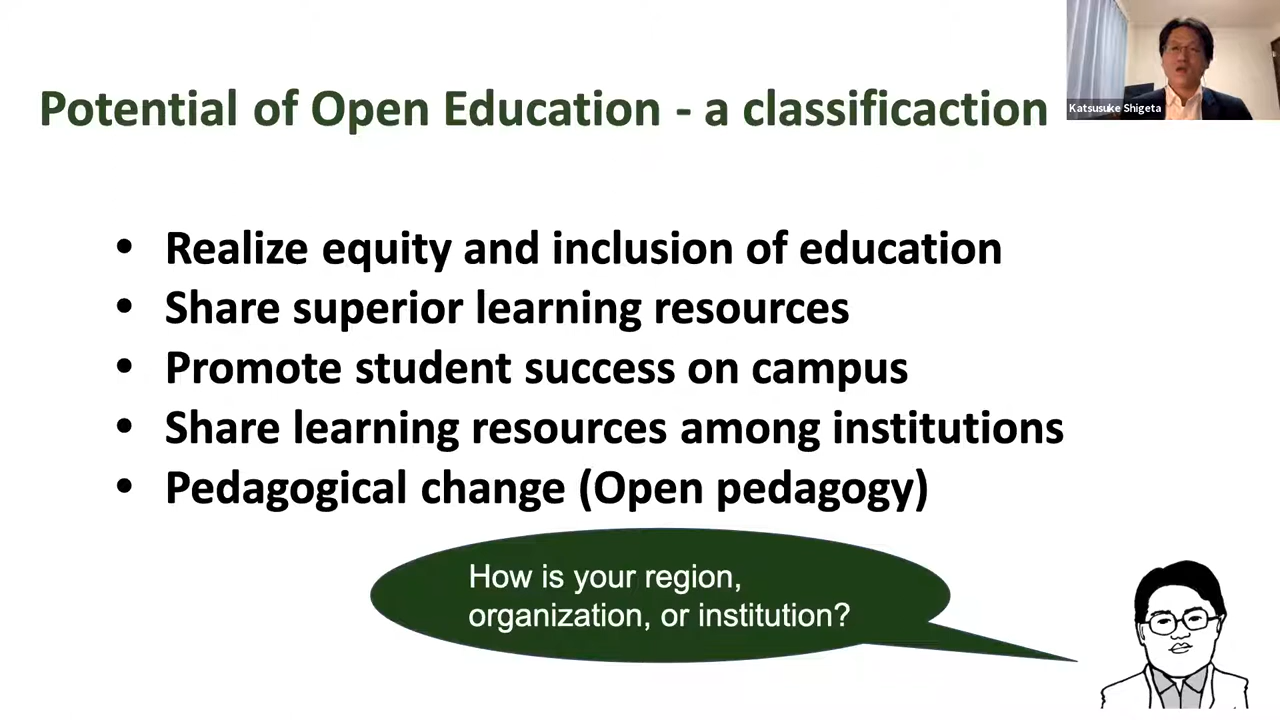 Potential of Open Education - a classificaction
Katsusuke Shigeta
• Realize equity and inclusion of education
• Share superior learning resources
• Promote student success on campus
• Share learning resources among institutions
• Pedagogical change (Open pedagogy)
How is your region,
organization, or institution?